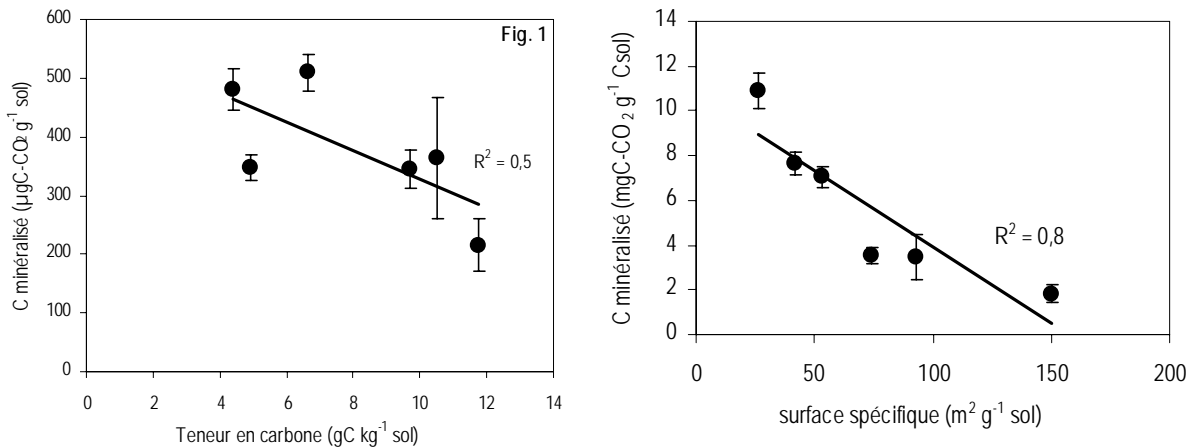 Fig. 1
C minéralisé (µgC-CO₂ g⁻¹ sol)
600
500
400
300
200
100
0
R² = 0,5
0 2 4 6 8 10 12 14
Teneur en carbone (gC kg⁻¹ sol)
C minéralisé (mgC-CO₂ g⁻¹ Csol)
14
12
10
8
6
4
2
0
R² = 0,8
0 50 100 150 200
surface spécifique (m² g⁻¹ sol)